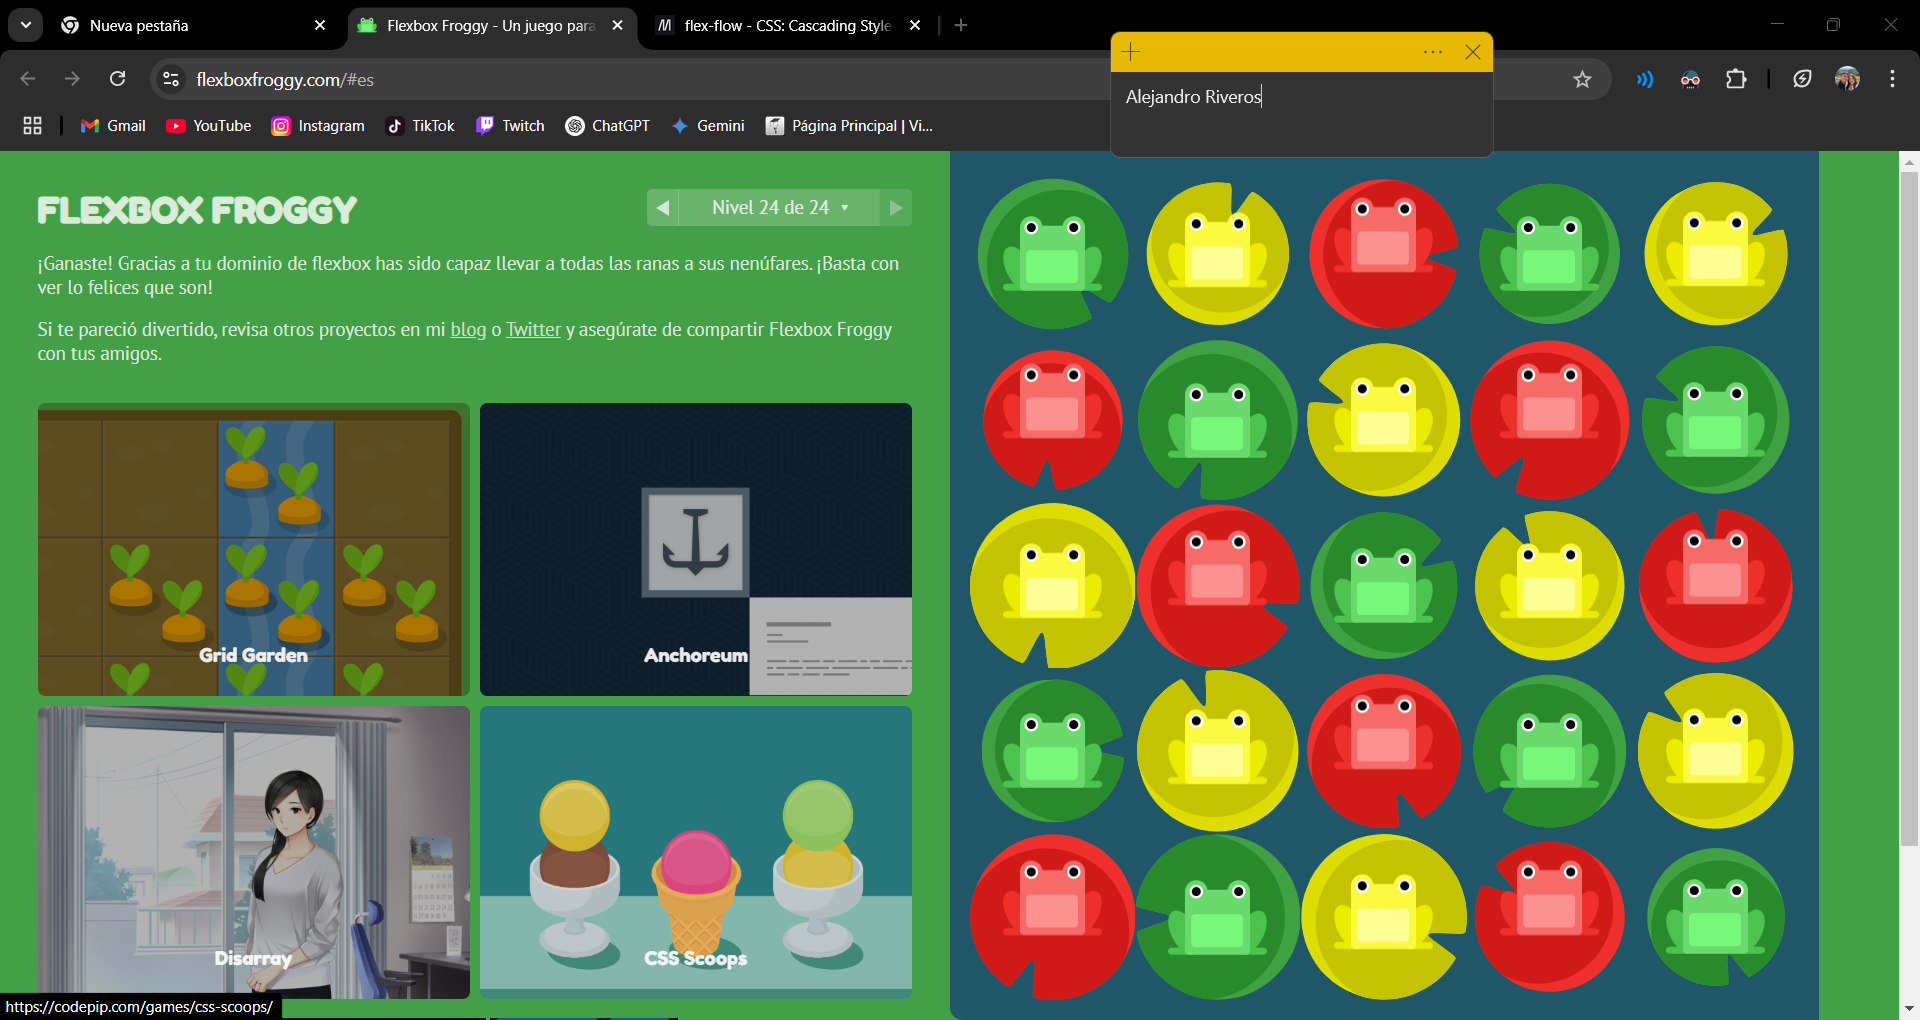 Nueva pestaña
Flexbox Froggy - Un juego para
flex-flow - CSS: Cascading Style
flexboxfroggy.com/#es
Alejandro Riveros
Gmail
YouTube
Instagram
TikTok
Twitch
ChatGPT
Gemini
Página Principal | Vi...
FLEXBOX FROGGY
Nivel 24 de 24
¡Ganaste! Gracias a tu dominio de flexbox has sido capaz llevar a todas las ranas a sus nenúfares. ¡Basta con
ver lo felices que son!
Si te pareció divertido, revisa otros proyectos en mi blog o Twitter y asegúrate de compartir Flexbox Froggy
con tus amigos.
Grid Garden
Anchoreum
Disarray
CSS Scoops
https://codepip.com/games/css-scoops/